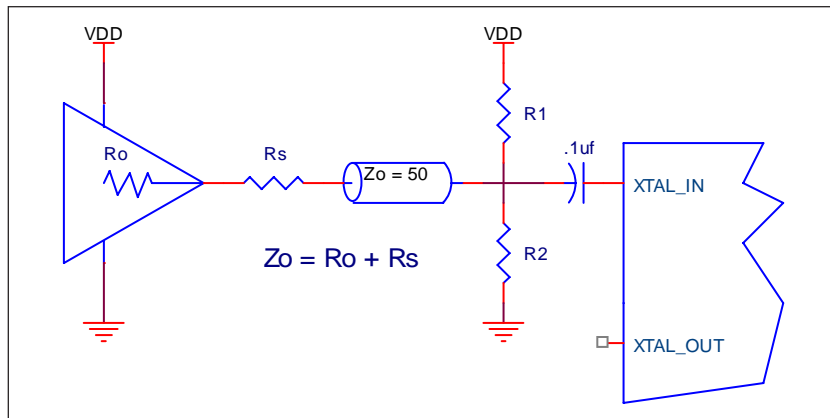 VDD
VDD
R1
Ro
Rs
.1uf
Zo = 50
XTAL_IN
R2
Zo = Ro + Rs
XTAL_OUT